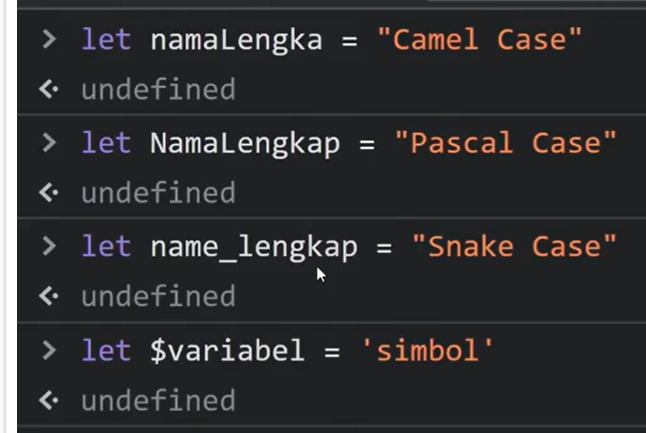 > let namaLengka = "Camel Case"
<· undefined
> let NamaLengkap = "Pascal Case"
<· undefined
> let name_lengkap = "Snake Case"
<· undefined
> let $variabel = 'simbol'
<· undefined